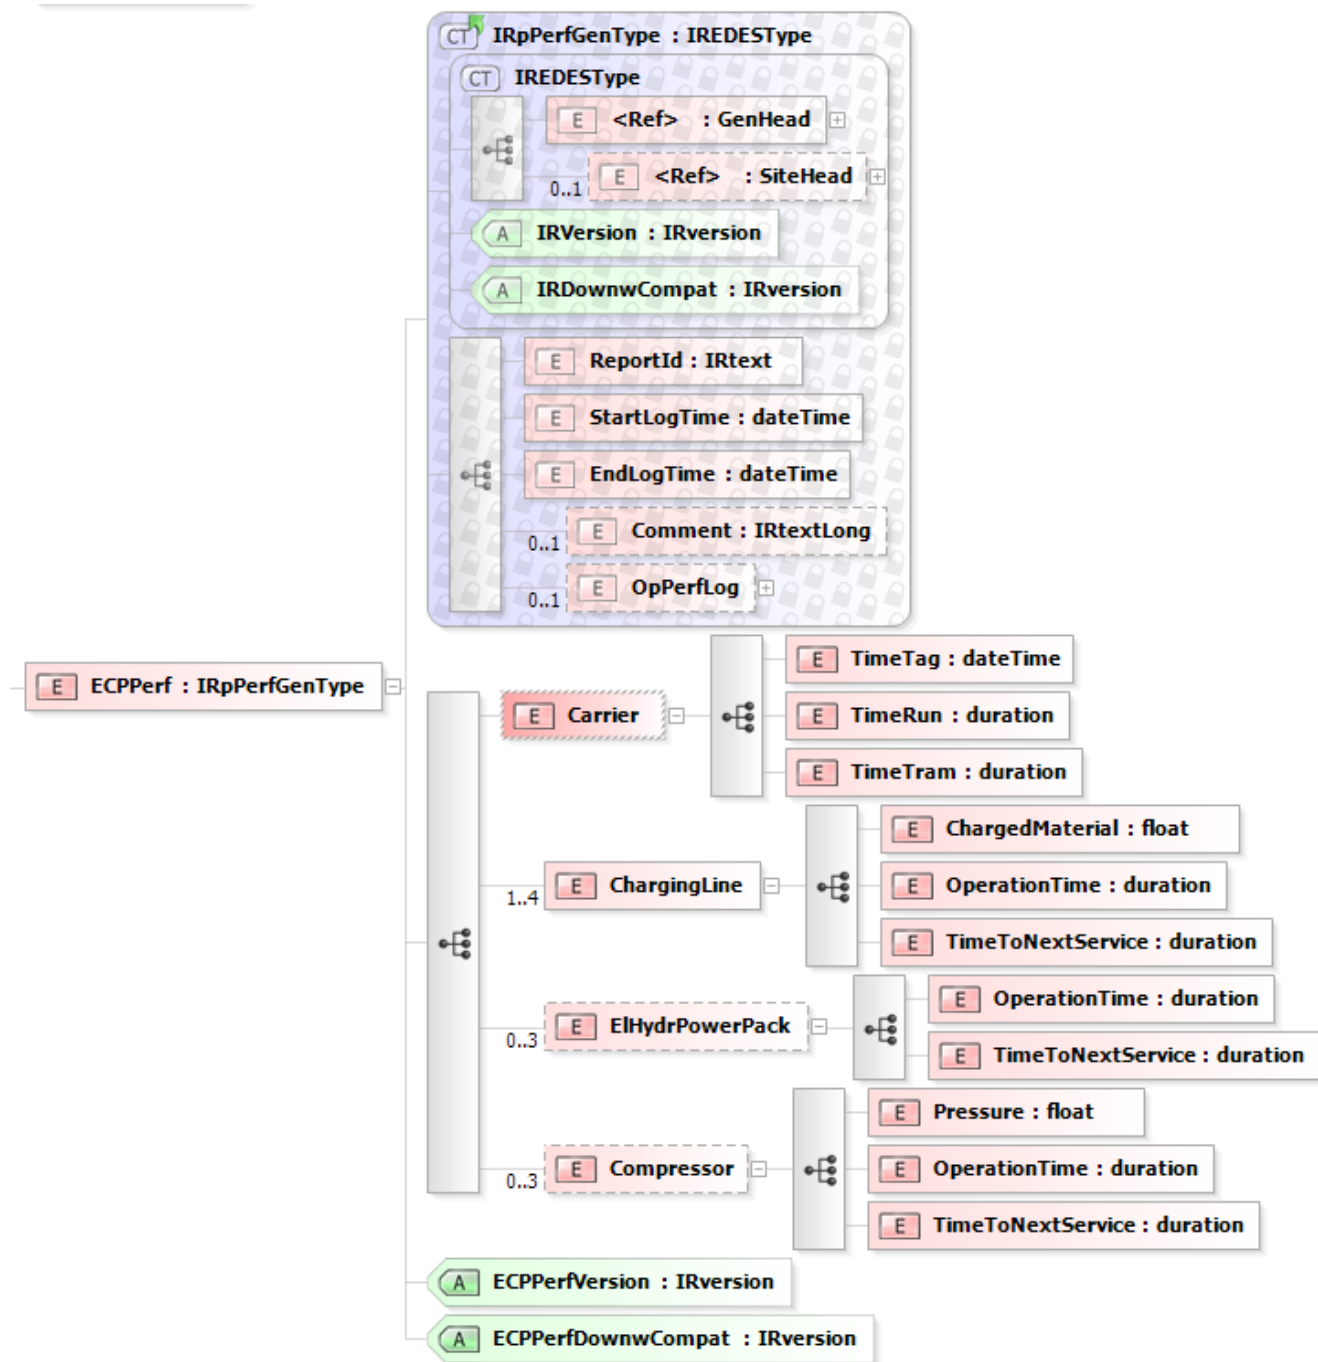 CT IRpPerfGenType : IREDESType
CT IREDESType
E <Ref> : GenHead
0..1 E <Ref> : SiteHead
A IRVersion : IRversion
A IRDownwCompat : IRversion
E ReportId : IRtext
E StartLogTime : dateTime
E EndLogTime : dateTime
0..1 E Comment : IRtextLong
0..1 E OpPerfLog
E ECPPerf : IRpPerfGenType
E Carrier
E TimeTag : dateTime
E TimeRun : duration
E TimeTram : duration
1..4 E ChargingLine
E ChargedMaterial : float
E OperationTime : duration
E TimeToNextService : duration
0..3 E ElHydrPowerPack
E OperationTime : duration
E TimeToNextService : duration
0..3 E Compressor
E Pressure : float
E OperationTime : duration
E TimeToNextService : duration
A ECPPerfVersion : IRversion
A ECPPerfDownwCompat : IRversion